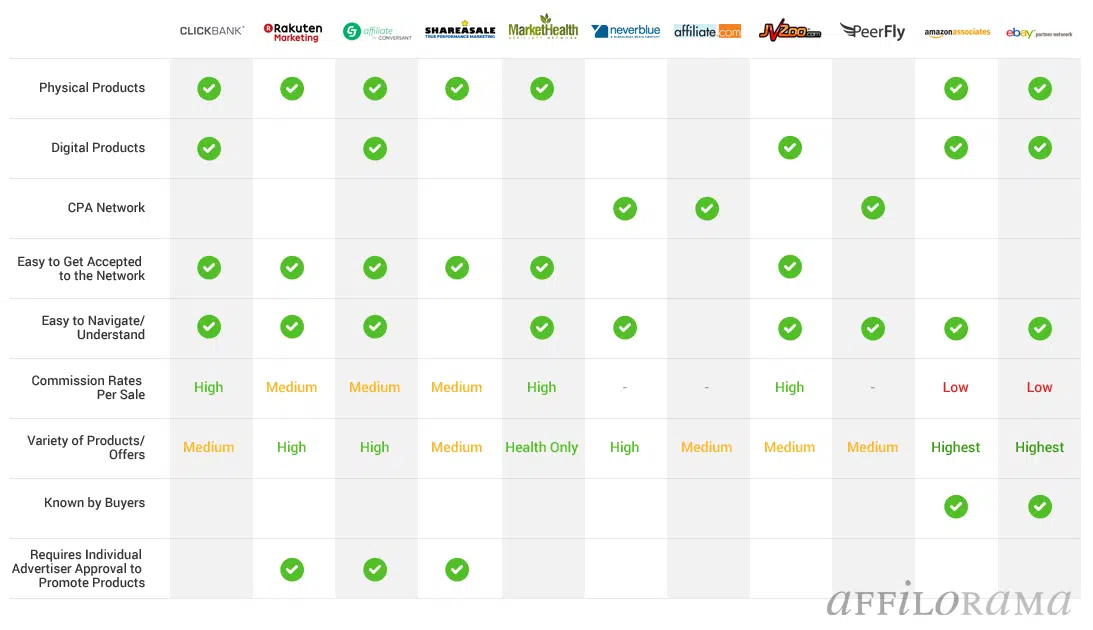 CLICKBANK®
Rakuten
Marketing
affiliate
by CONVERSANT
SHAREASALE
TRUE PERFORMANCE MARKETING
MarketHealth
AFFILIATE NETWORK
neverblue
affiliate.com
JVZoo.com
PeerFly
amazonassociates
ebay partner network
Physical Products
Digital Products
CPA Network
Easy to Get Accepted
to the Network
Easy to Navigate/
Understand
Commission Rates
Per Sale
High Medium Medium Medium High - - High - Low Low
Variety of Products/
Offers
Medium High High Medium Health Only High Medium Medium Medium Highest Highest
Known by Buyers
Requires Individual
Advertiser Approval to
Promote Products
AFFiLORAMA